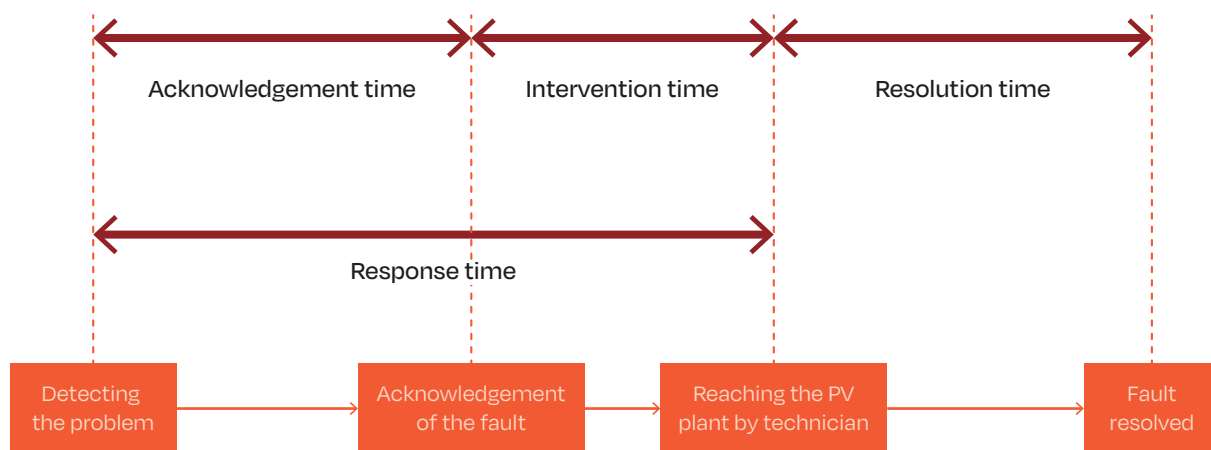 Acknowledgement time
Intervention time
Resolution time
Response time
Detecting
the problem
Acknowledgement
of the fault
Reaching the PV
plant by technician
Fault
resolved